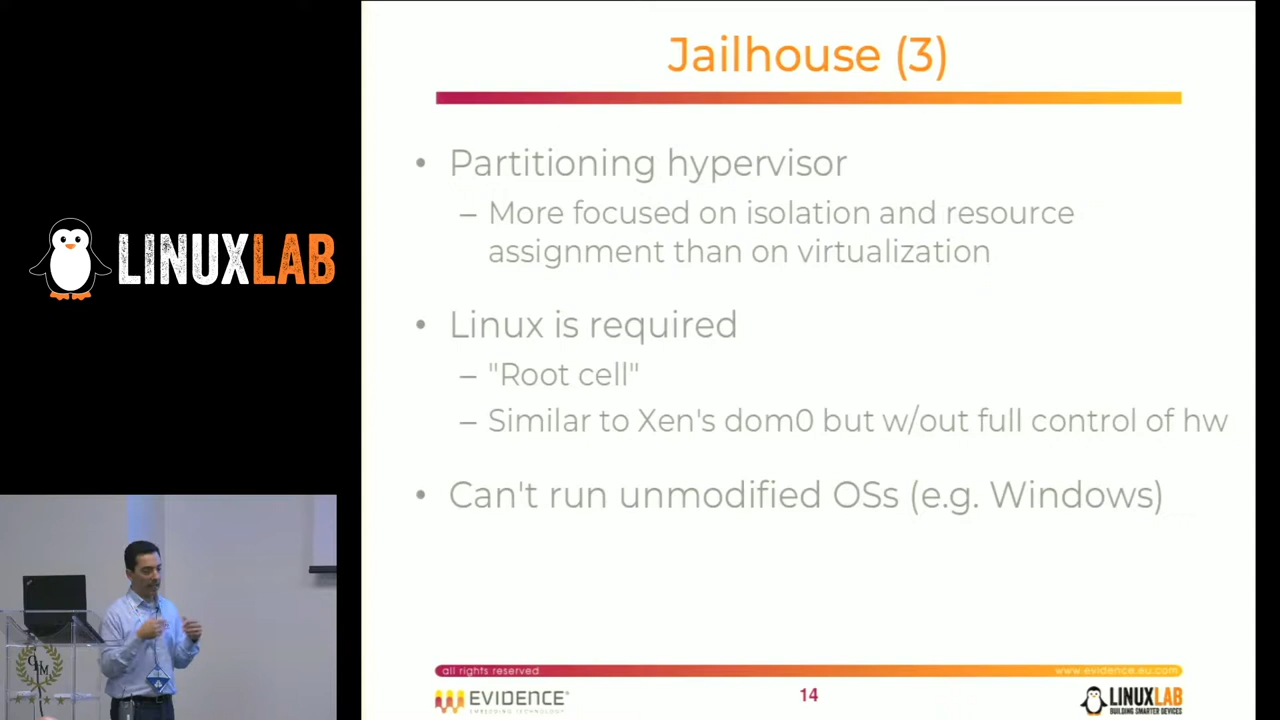 Jailhouse (3)
LINUXLAB
• Partitioning hypervisor
– More focused on isolation and resource
assignment than on virtualization
• Linux is required
– "Root cell"
– Similar to Xen's dom0 but w/out full control of hw
• Can't run unmodified OSs (e.g. Windows)
all rights reserved
www.evidence.eu.com
EVIDENCE
EMBEDDING TECHNOLOGY
14
LINUXLAB
BUILDING SMARTER DEVICES